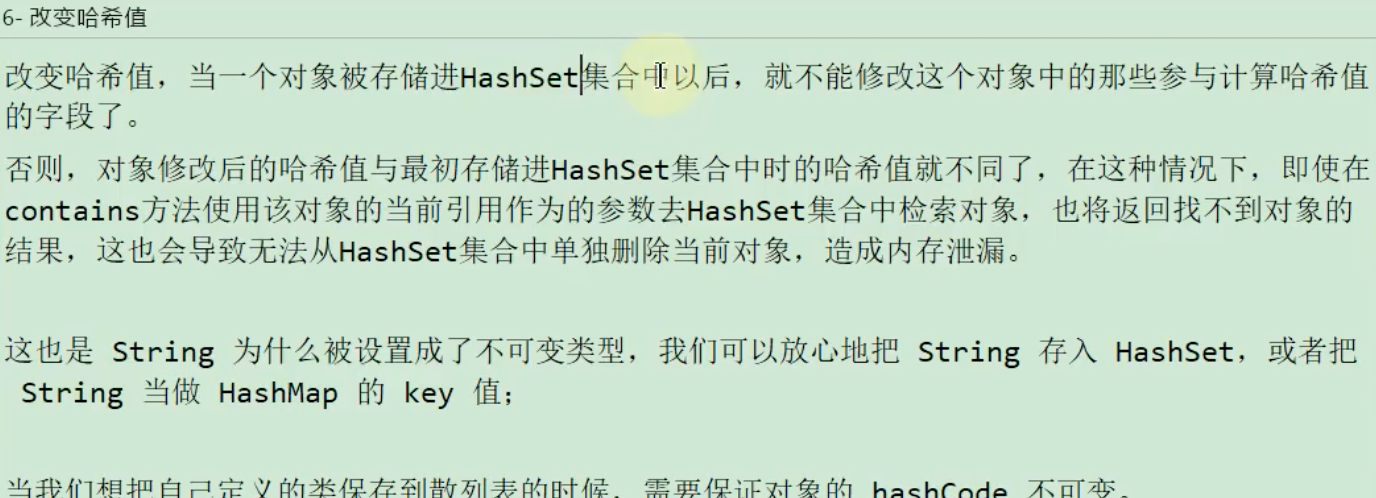 6- 改变哈希值
改变哈希值，当一个对象被存储进HashSet集合中以后，就不能修改这个对象中的那些参与计算哈希值
的字段了。
否则，对象修改后的哈希值与最初存储进HashSet集合中时的哈希值就不同了，在这种情况下，即使在
contains方法使用该对象的当前引用作为的参数去HashSet集合中检索对象，也将返回找不到对象的
结果，这也会导致无法从HashSet集合中单独删除当前对象，造成内存泄漏。
这也是 String 为什么被设置成了不可变类型，我们可以放心地把 String 存入 HashSet，或者把
String 当做 HashMap 的 key 值；
当我们想把自己定义的类保存到散列表的时候，需要保证对象的 hashCode 不可变。